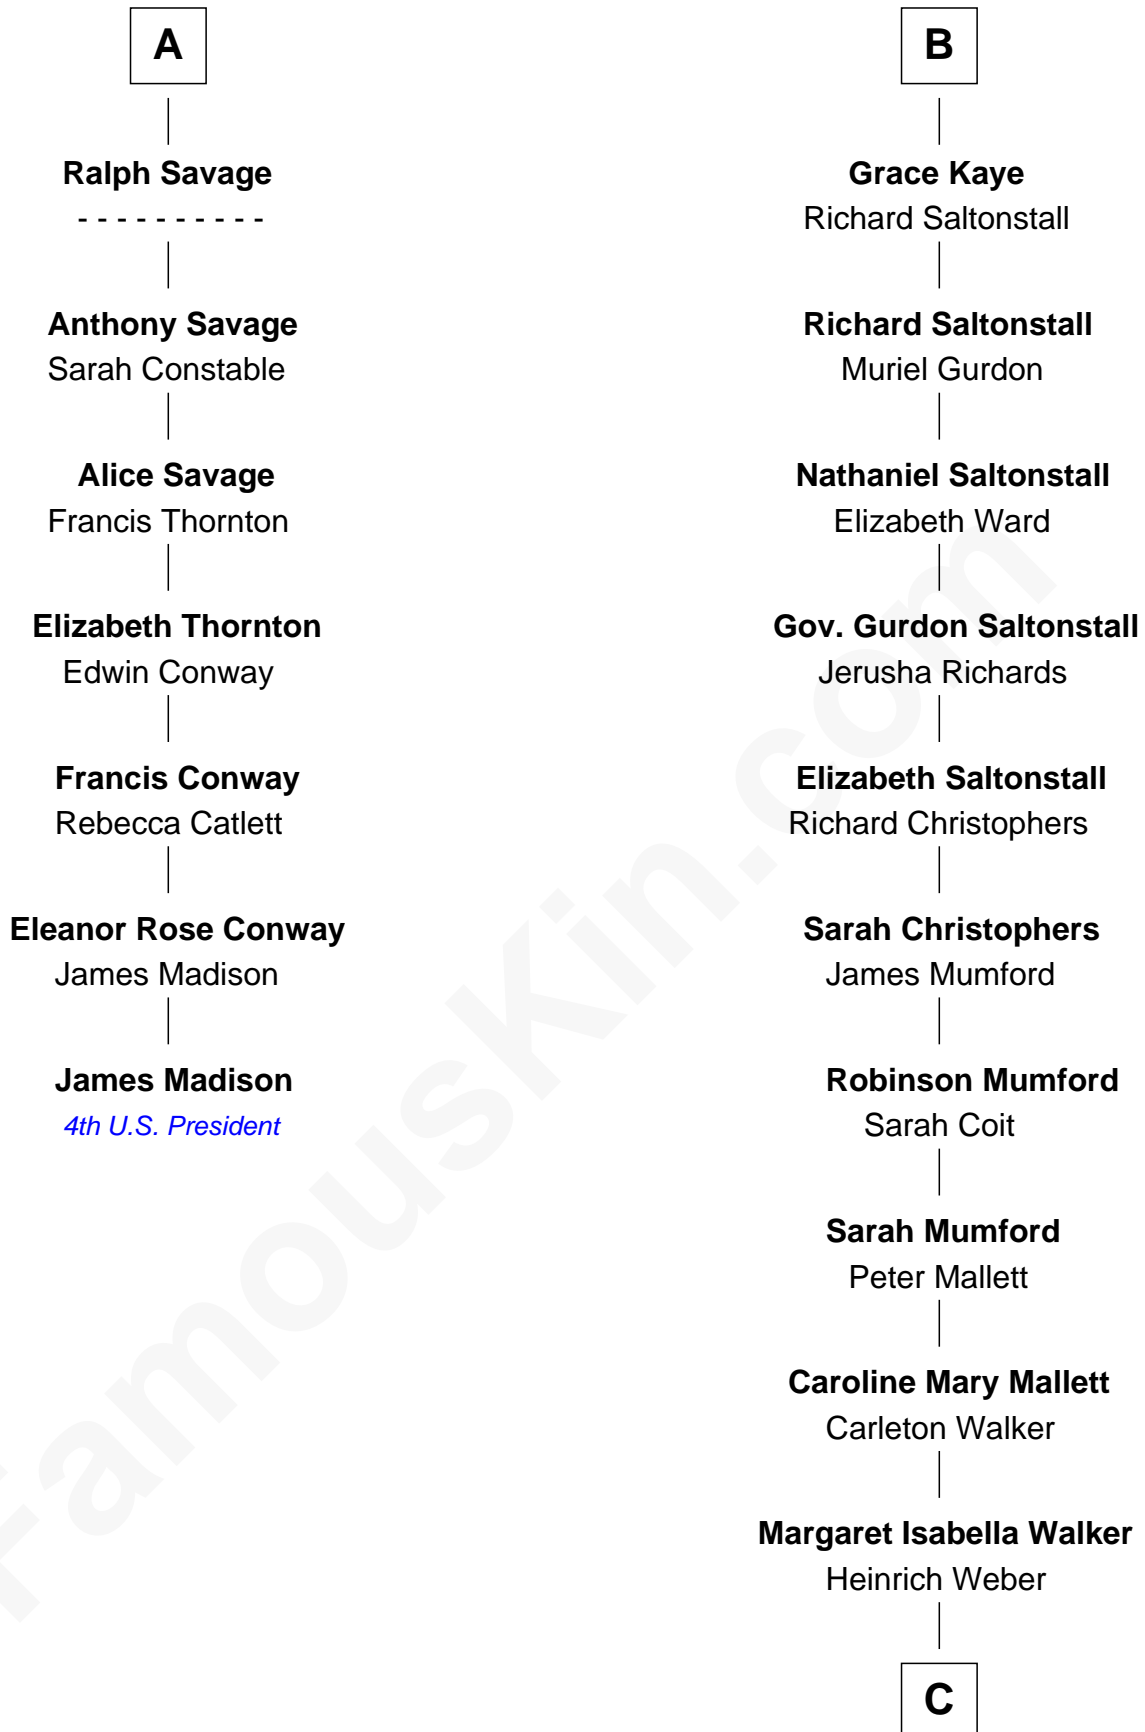 A
Ralph Savage
- - - - - - - - - -
Anthony Savage
Sarah Constable
Alice Savage
Francis Thornton
Elizabeth Thornton
Edwin Conway
Francis Conway
Rebecca Catlett
Eleanor Rose Conway
James Madison
James Madison
4th U.S. President
B
Grace Kaye
Richard Saltonstall
Richard Saltonstall
Muriel Gurdon
Nathaniel Saltonstall
Elizabeth Ward
Gov. Gurdon Saltonstall
Jerusha Richards
Elizabeth Saltonstall
Richard Christophers
Sarah Christophers
James Mumford
Robinson Mumford
Sarah Coit
Sarah Mumford
Peter Mallett
Caroline Mary Mallett
Carleton Walker
Margaret Isabella Walker
Heinrich Weber
C
FamousKin.com